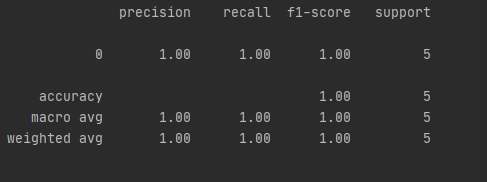 precision recall f1-score support
0 1.00 1.00 1.00 5
accuracy 1.00 5
macro avg 1.00 1.00 1.00 5
weighted avg 1.00 1.00 1.00 5